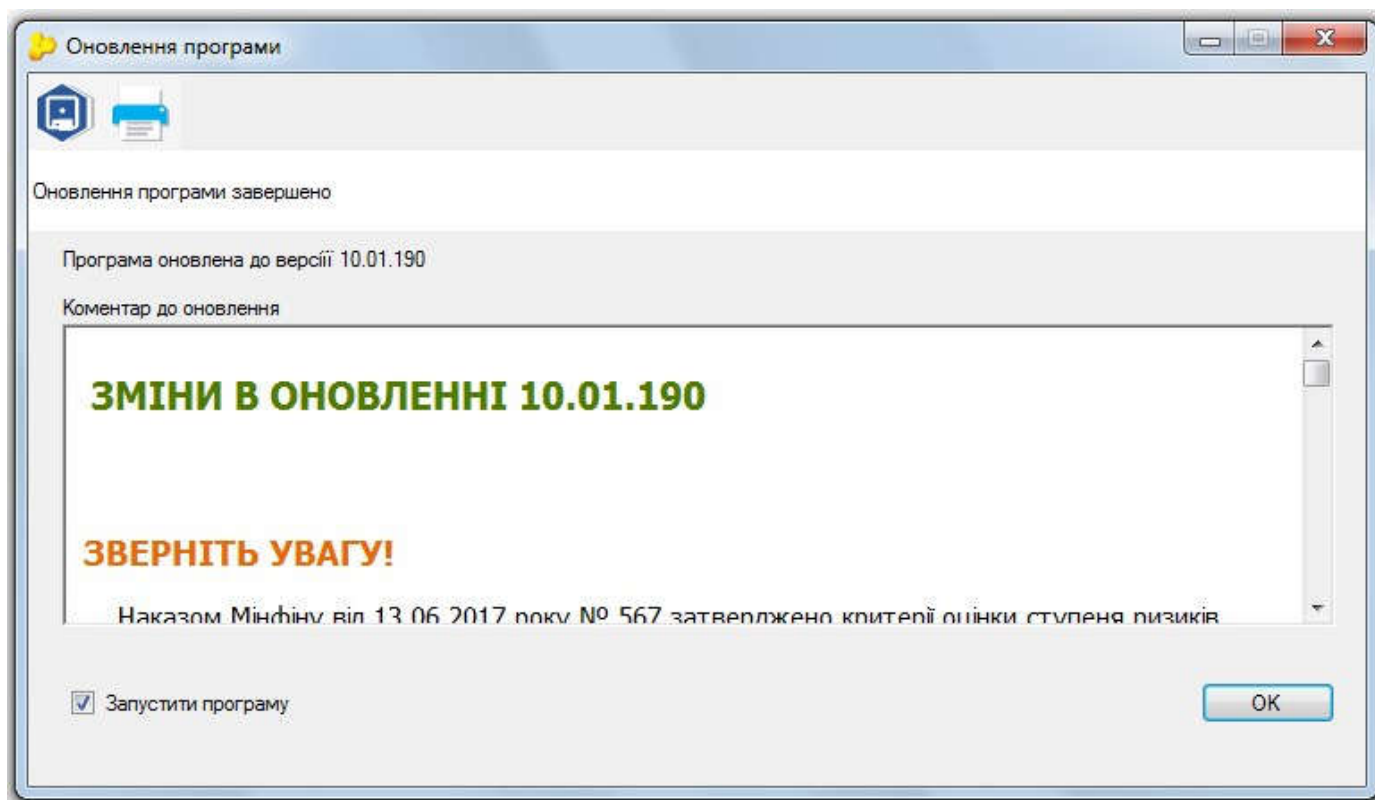 Оновлення програми
Оновлення програми завершено
Програма оновлена до версіїї 10.01.190
Коментар до оновлення
ЗМІНИ В ОНОВЛЕННІ 10.01.190
ЗВЕРНІТЬ УВАГУ!
Наказом Мінфіну від 13.06.2017 року № 567 затверджено критерії оцінки ступеня ризиків
Запустити програму
OK